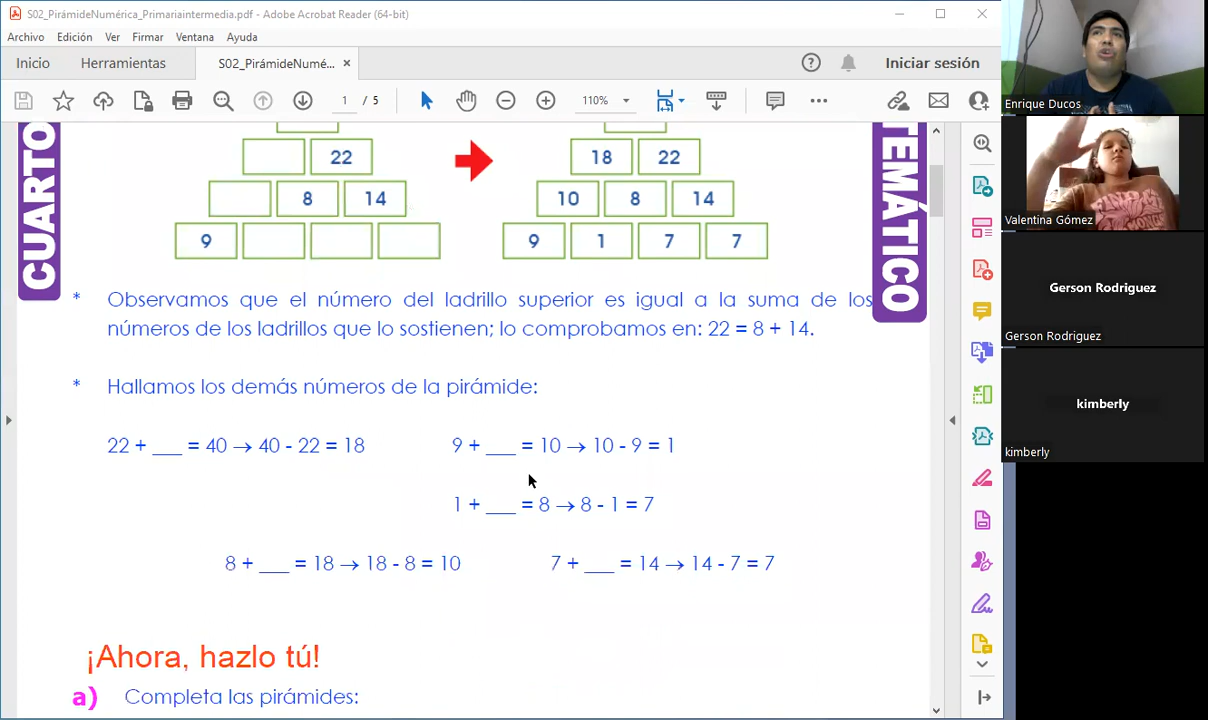 S02_PirámideNumérica_Primariaintermedia.pdf - Adobe Acrobat Reader (64-bit)
Archivo Edición Ver Firmar Ventana Ayuda
Inicio Herramientas S02_PirámideNumé... × Iniciar sesión
1 / 5 110%
CUARTO
TEMÁTICO
22 18 22
8 14 10 8 14
9 9 1 7 7
* Observamos que el número del ladrillo superior es igual a la suma de los
números de los ladrillos que lo sostienen; lo comprobamos en: 22 = 8 + 14.
* Hallamos los demás números de la pirámide:
22 + ___ = 40 → 40 - 22 = 18 9 + ___ = 10 → 10 - 9 = 1
1 + ___ = 8 → 8 - 1 = 7
8 + ___ = 18 → 18 - 8 = 10 7 + ___ = 14 → 14 - 7 = 7
¡Ahora, hazlo tú!
a) Completa las pirámides:
Enrique Ducos
Valentina Gómez
Gerson Rodriguez
Gerson Rodriguez
kimberly
kimberly